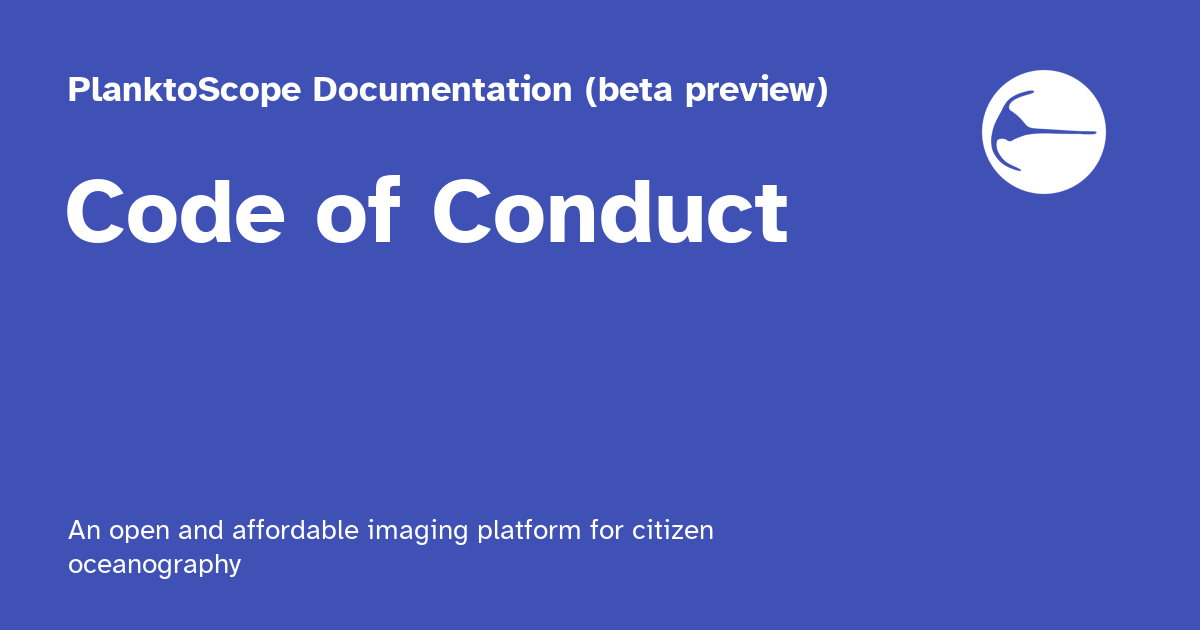 PlanktoScope Documentation (beta preview)
Code of Conduct
An open and affordable imaging platform for citizen
oceanography